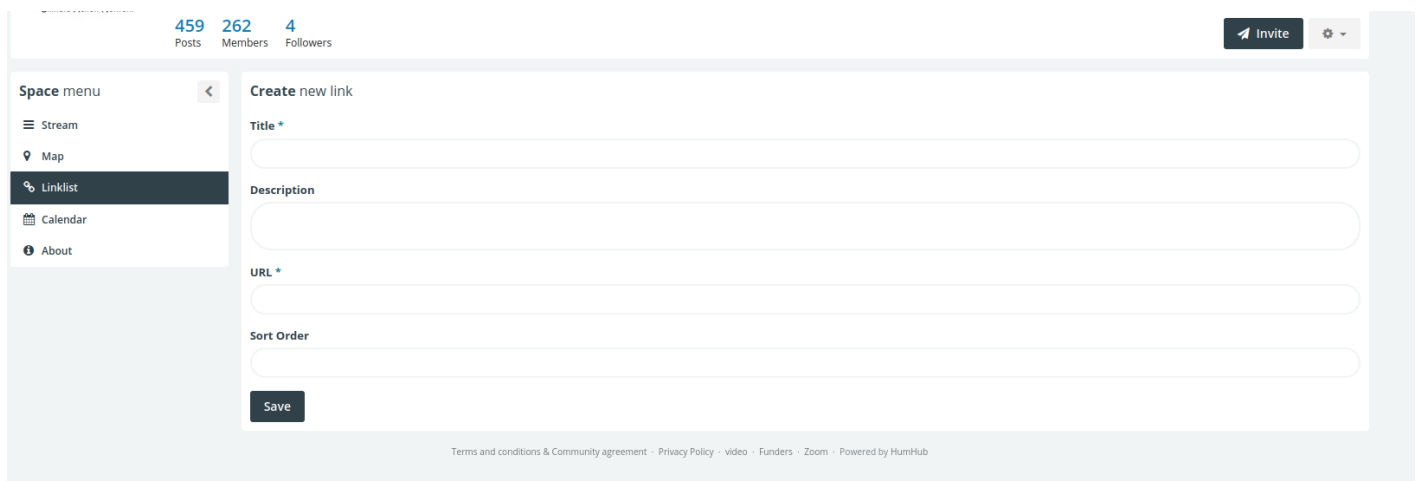 459 262 4
Posts Members Followers
Invite
Space menu
Stream
Map
Linklist
Calendar
About
Create new link
Title *
Description
URL *
Sort Order
Save
Terms and conditions & Community agreement · Privacy Policy · video · Funders · Zoom · Powered by HumHub